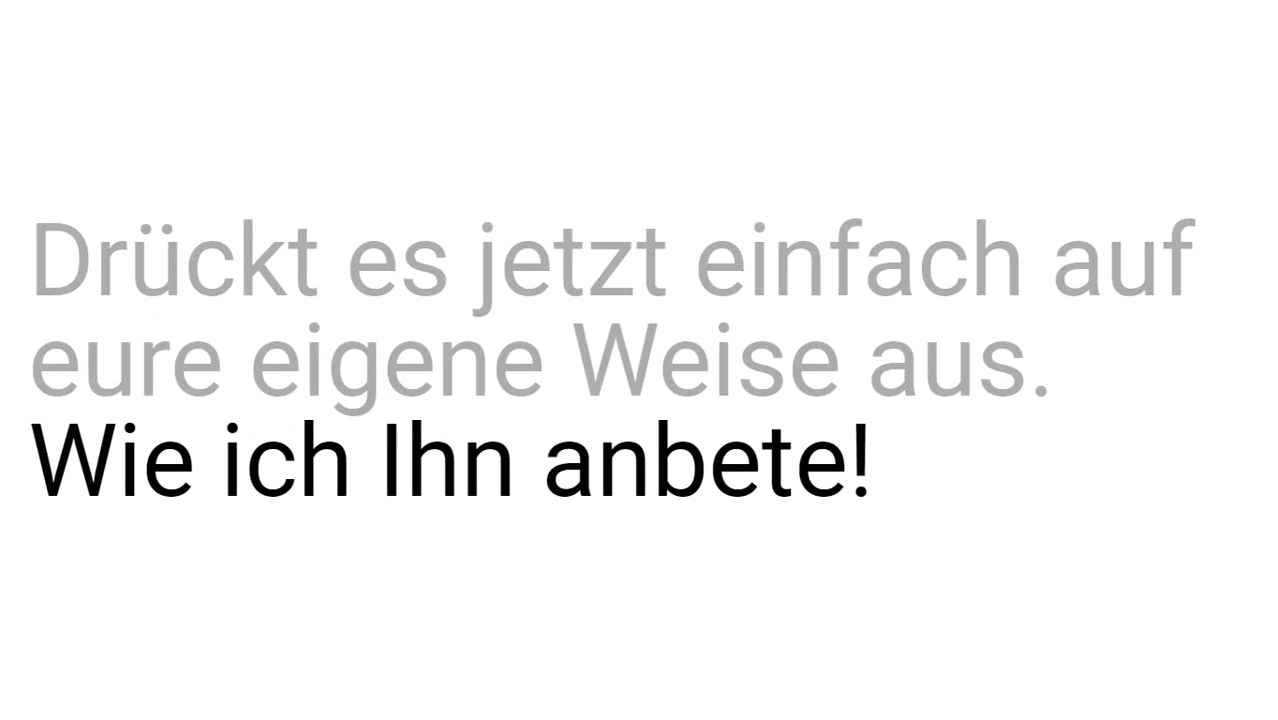 Drückt es jetzt einfach auf
eure eigene Weise aus.
Wie ich Ihn anbete!